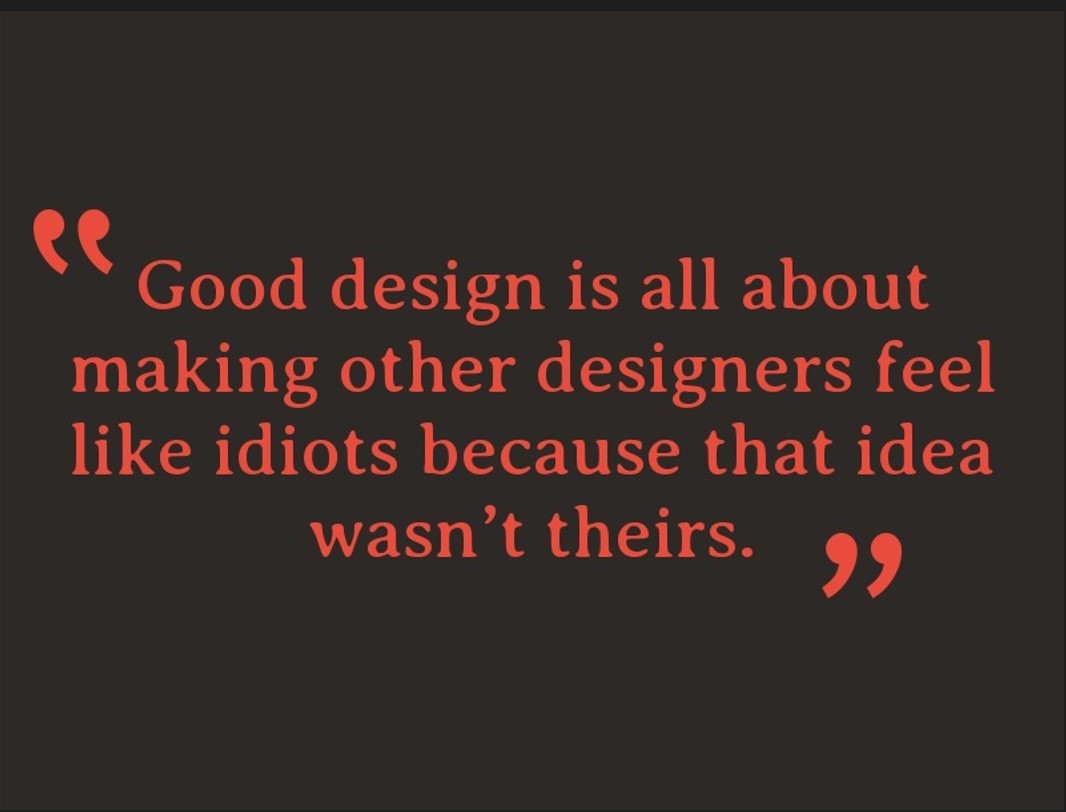 “Good design is all about
making other designers feel
like idiots because that idea
wasn’t theirs.”